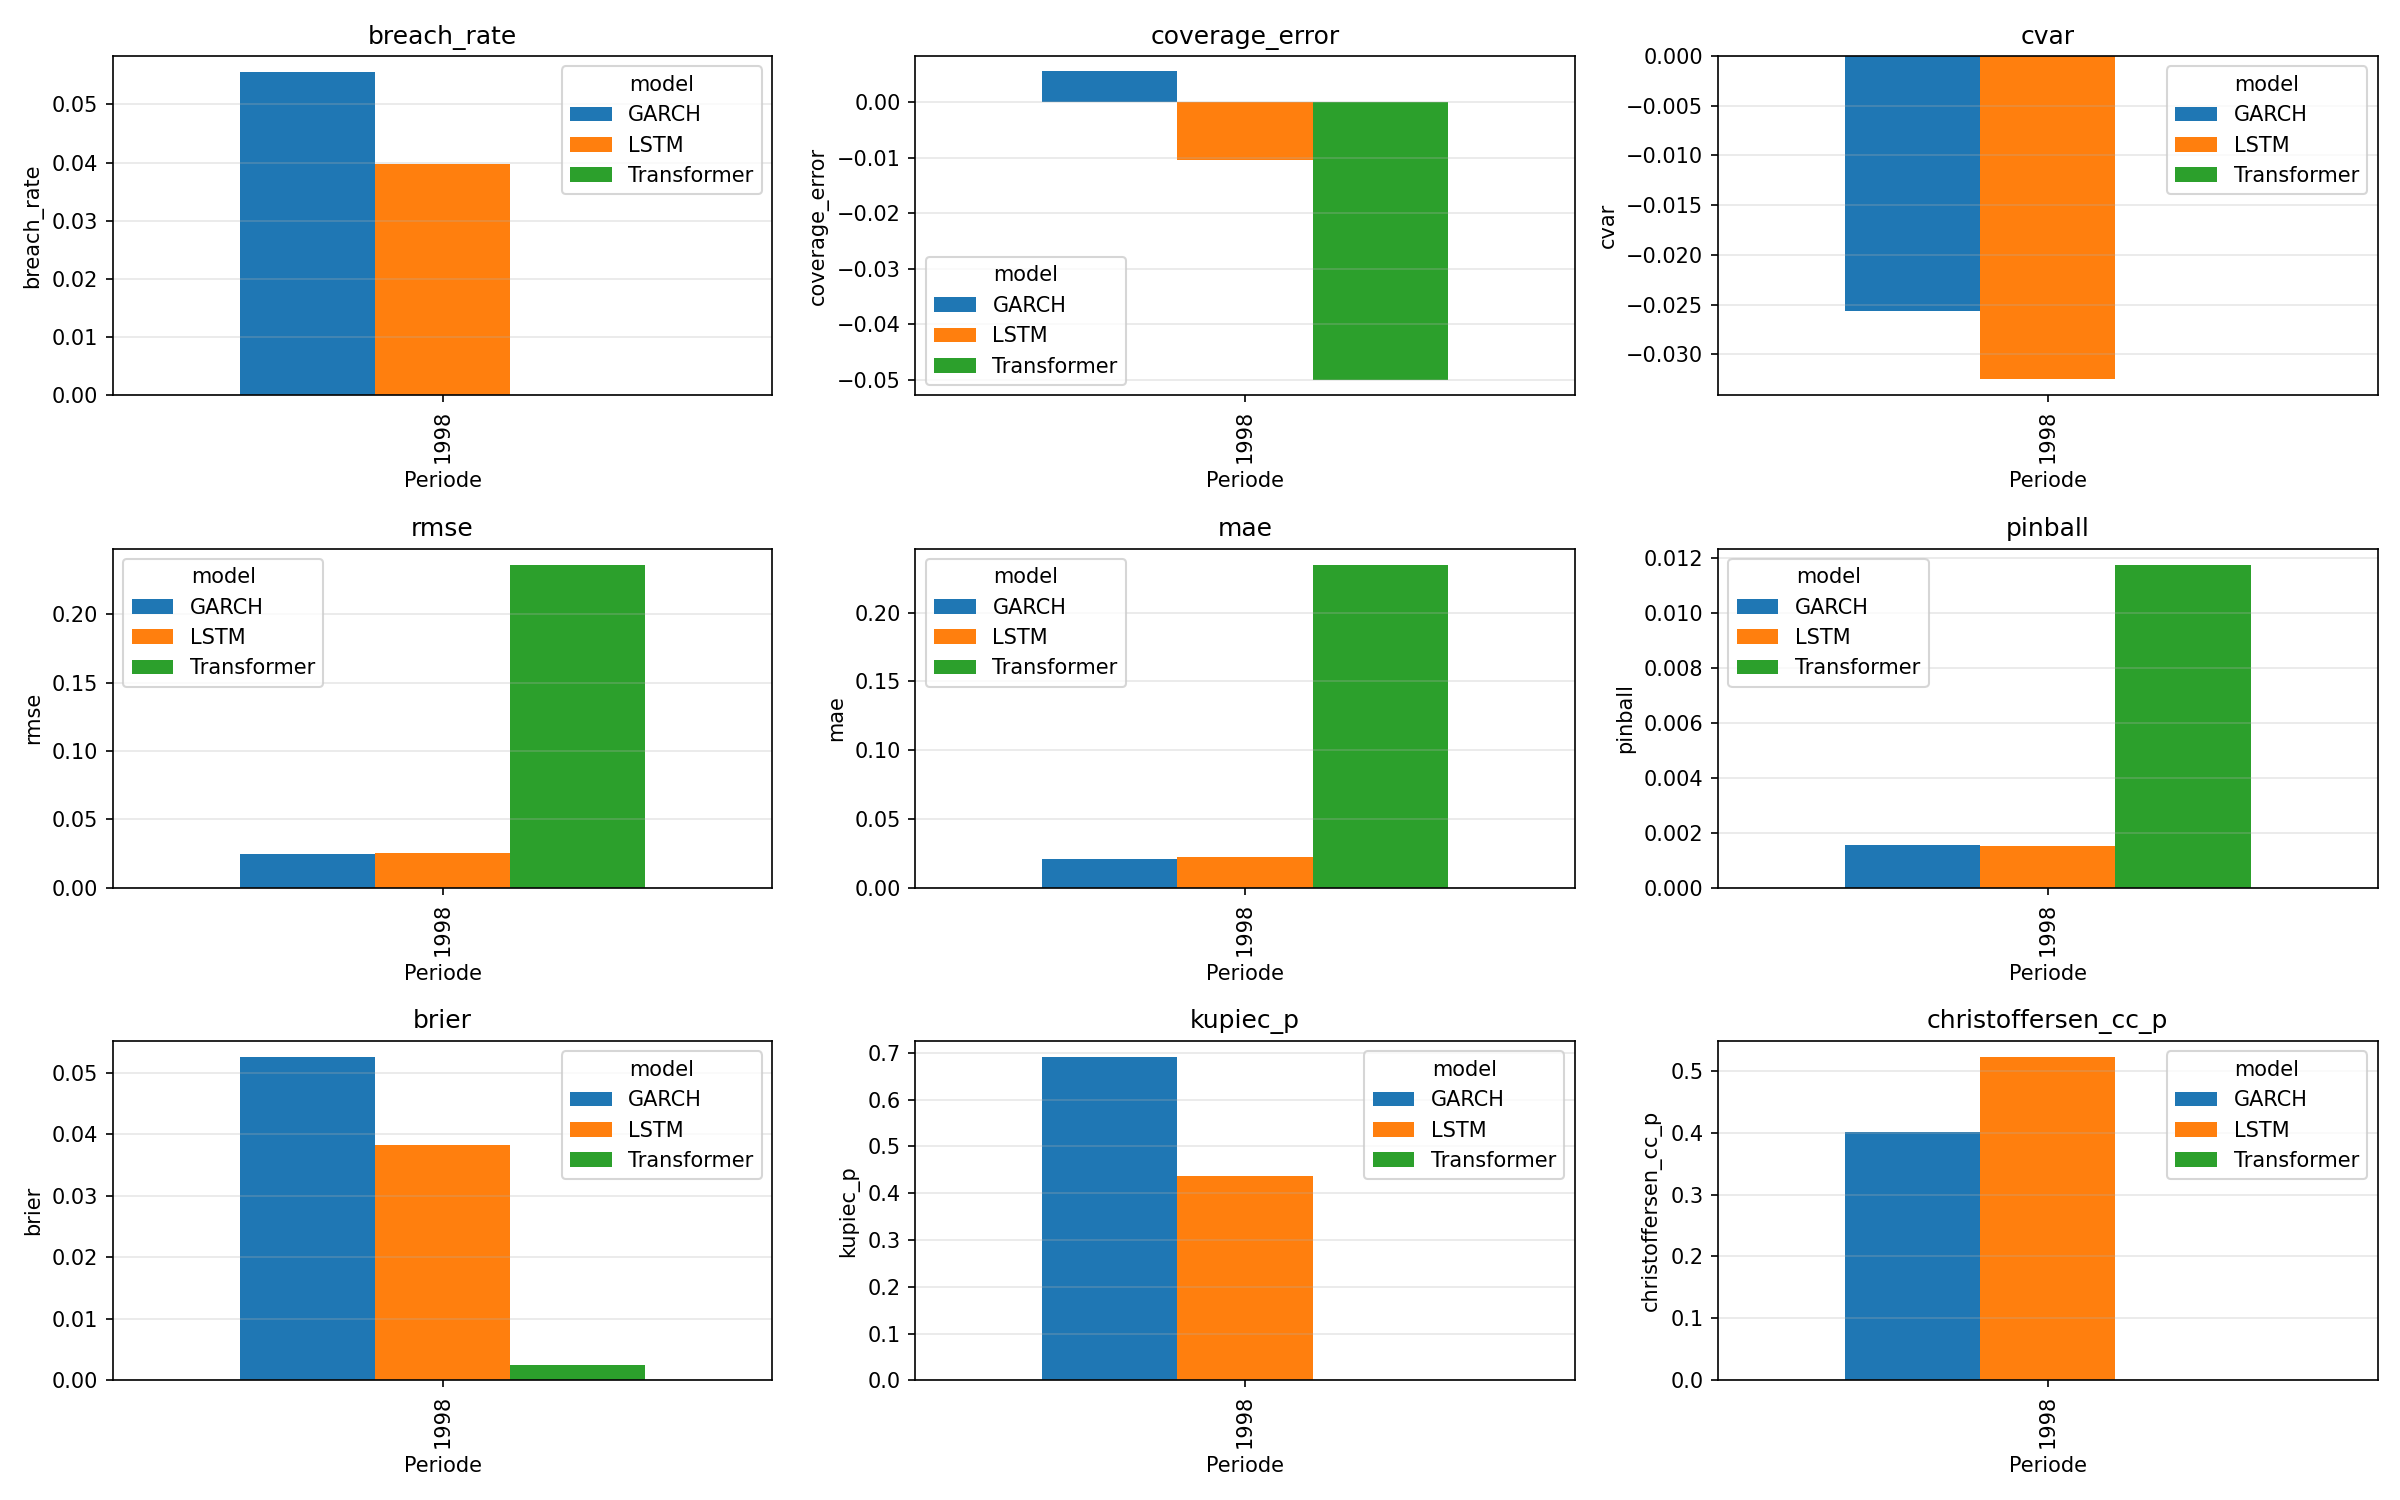 breach_rate
breach_rate
0.05
0.04
0.03
0.02
0.01
0.00
model
GARCH
LSTM
Transformer
1998
Periode
coverage_error
coverage_error
0.00
−0.01
−0.02
−0.03
−0.04
−0.05
model
GARCH
LSTM
Transformer
1998
Periode
cvar
cvar
0.000
−0.005
−0.010
−0.015
−0.020
−0.025
−0.030
model
GARCH
LSTM
Transformer
1998
Periode
rmse
rmse
0.20
0.15
0.10
0.05
0.00
model
GARCH
LSTM
Transformer
1998
Periode
mae
mae
0.20
0.15
0.10
0.05
0.00
model
GARCH
LSTM
Transformer
1998
Periode
pinball
pinball
0.012
0.010
0.008
0.006
0.004
0.002
0.000
model
GARCH
LSTM
Transformer
1998
Periode
brier
brier
0.05
0.04
0.03
0.02
0.01
0.00
model
GARCH
LSTM
Transformer
1998
Periode
kupiec_p
kupiec_p
0.7
0.6
0.5
0.4
0.3
0.2
0.1
0.0
model
GARCH
LSTM
Transformer
1998
Periode
christoffersen_cc_p
christoffersen_cc_p
0.5
0.4
0.3
0.2
0.1
0.0
model
GARCH
LSTM
Transformer
1998
Periode